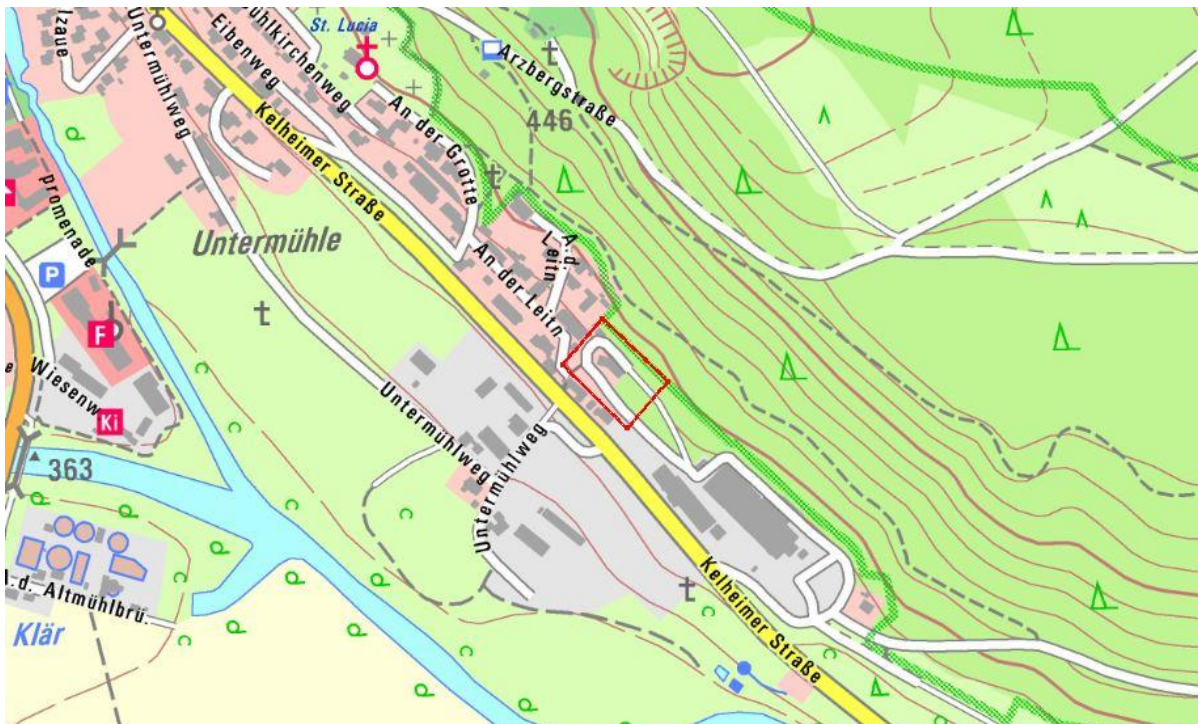 lzaue
Untermühlweg
Eibenweg
ühlkirchenweg
St. Lucia
An der Grotte
Arzbergstraße
446
Kelheimer Straße
promenade
Untermühle
P
F
An der Leitn
A.d.
Leitn
Wiesenw.
Ki
e
363
Untermühlweg
Untermühlweg
.d. Altmühlbrü.
Klär
Kelheimer Straße